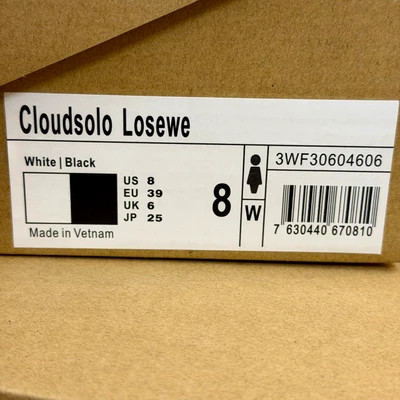 Cloudsolo Losewe
White | Black
US 8
EU 39
UK 6
JP 25
8
W
3WF30604606
7 630440 670810
Made in Vetnam